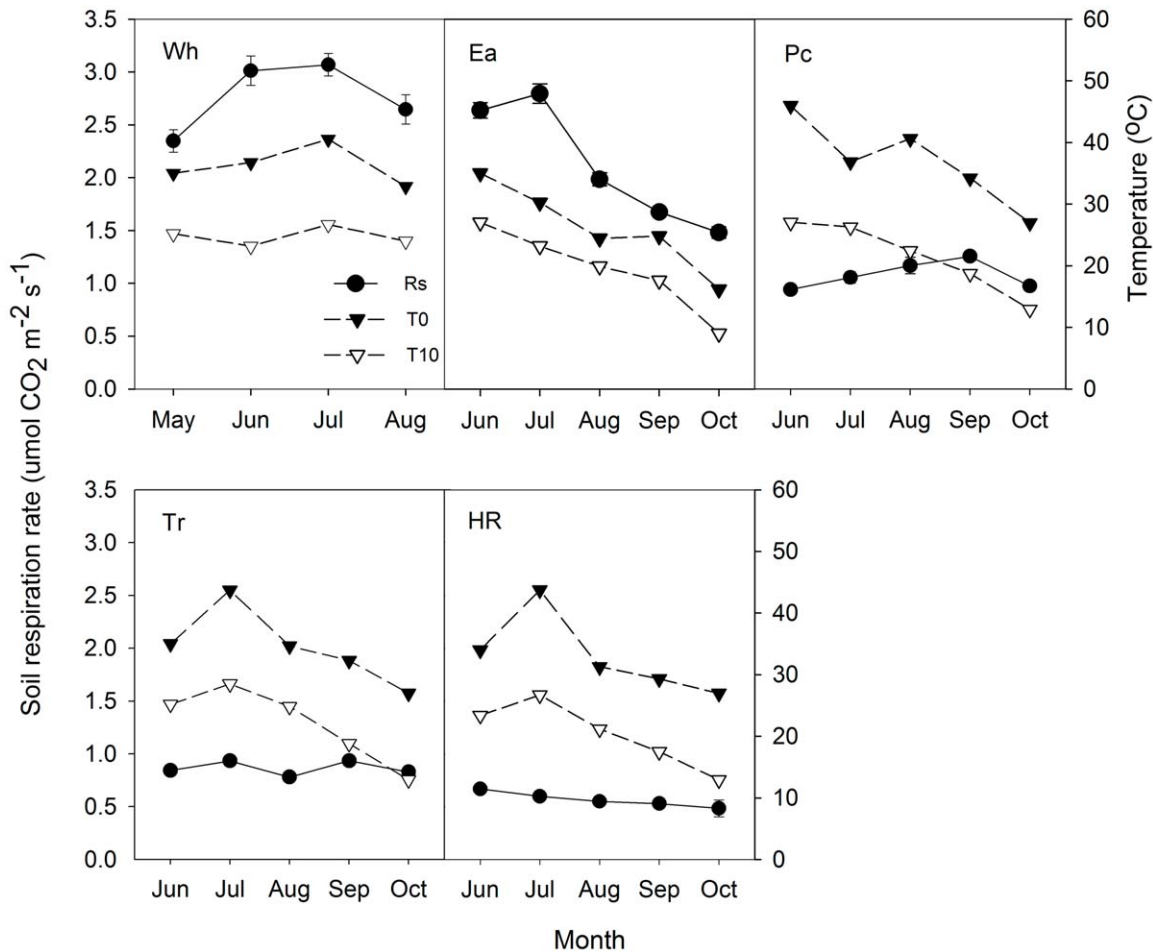 Soil respiration rate (umol CO2 m-2 s-1)
3.5
3.0
2.5
2.0
1.5
1.0
0.5
0.0
Wh
Rs
T0
T10
May Jun Jul Aug
Ea
Jun Jul Aug Sep Oct
Pc
Jun Jul Aug Sep Oct
60
50
40
30
20
10
0
Temperature (oC)
3.5
3.0
2.5
2.0
1.5
1.0
0.5
0.0
Tr
Jun Jul Aug Sep Oct
HR
Jun Jul Aug Sep Oct
60
50
40
30
20
10
0
Month